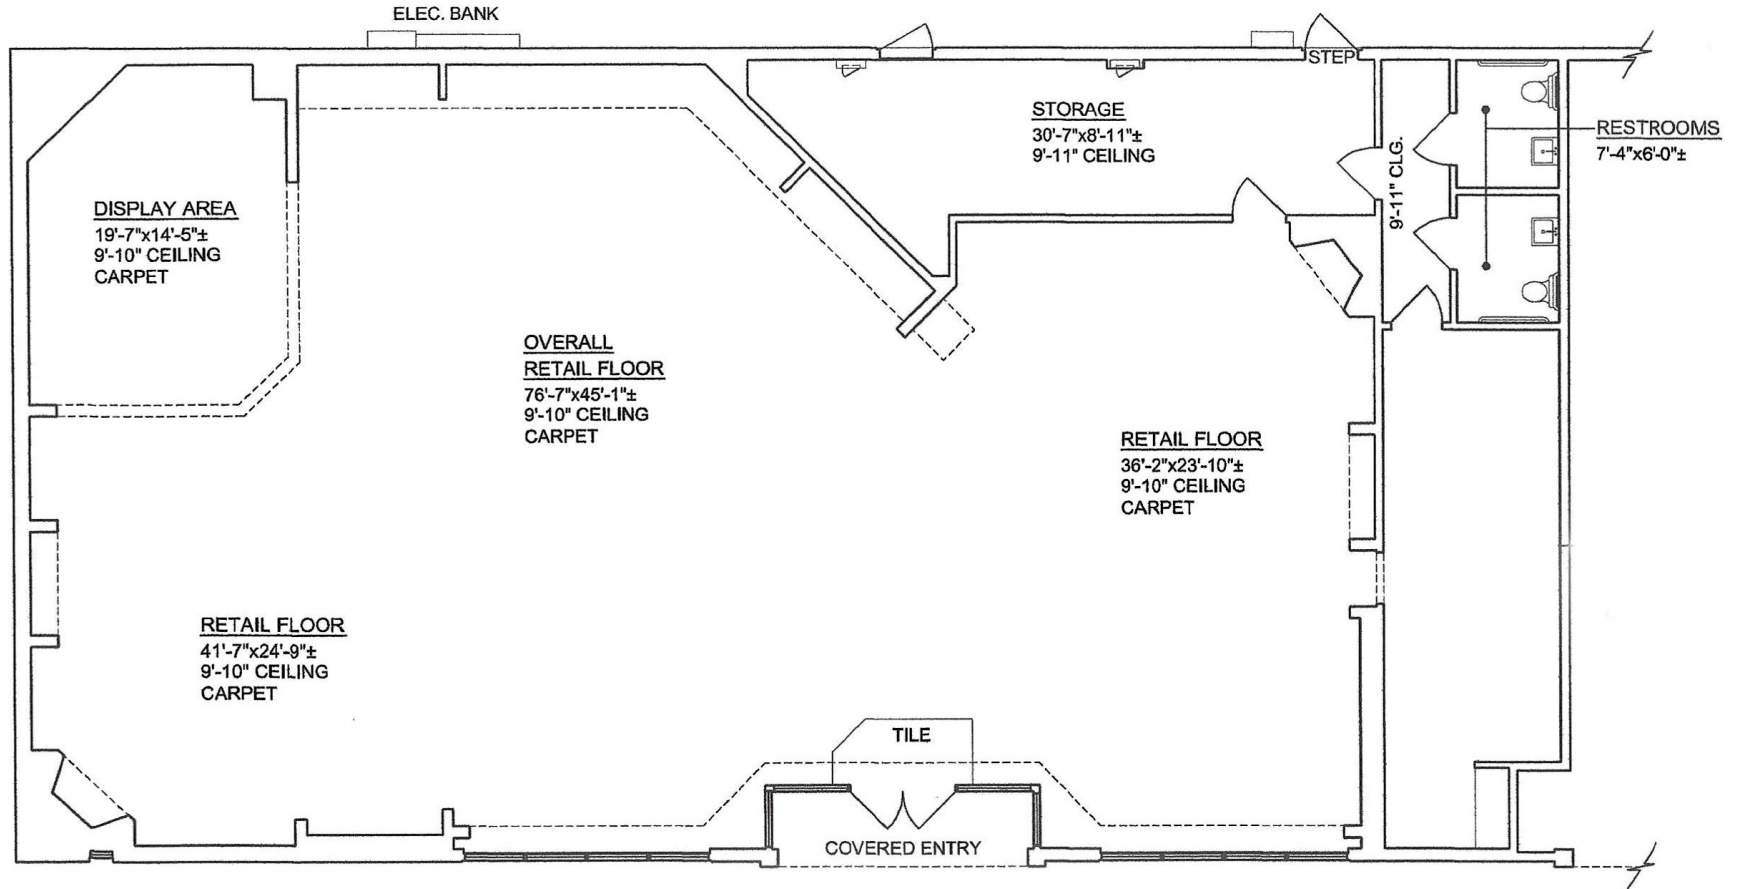 ELEC. BANK
STEP
STORAGE
30'-7"x8'-11"±
9'-11" CEILING
RESTROOMS
7'-4"x6'-0"±
9'-11" CLG.
DISPLAY AREA
19'-7"x14'-5"±
9'-10" CEILING
CARPET
OVERALL
RETAIL FLOOR
76'-7"x45'-1"±
9'-10" CEILING
CARPET
RETAIL FLOOR
36'-2"x23'-10"±
9'-10" CEILING
CARPET
RETAIL FLOOR
41'-7"x24'-9"±
9'-10" CEILING
CARPET
TILE
COVERED ENTRY